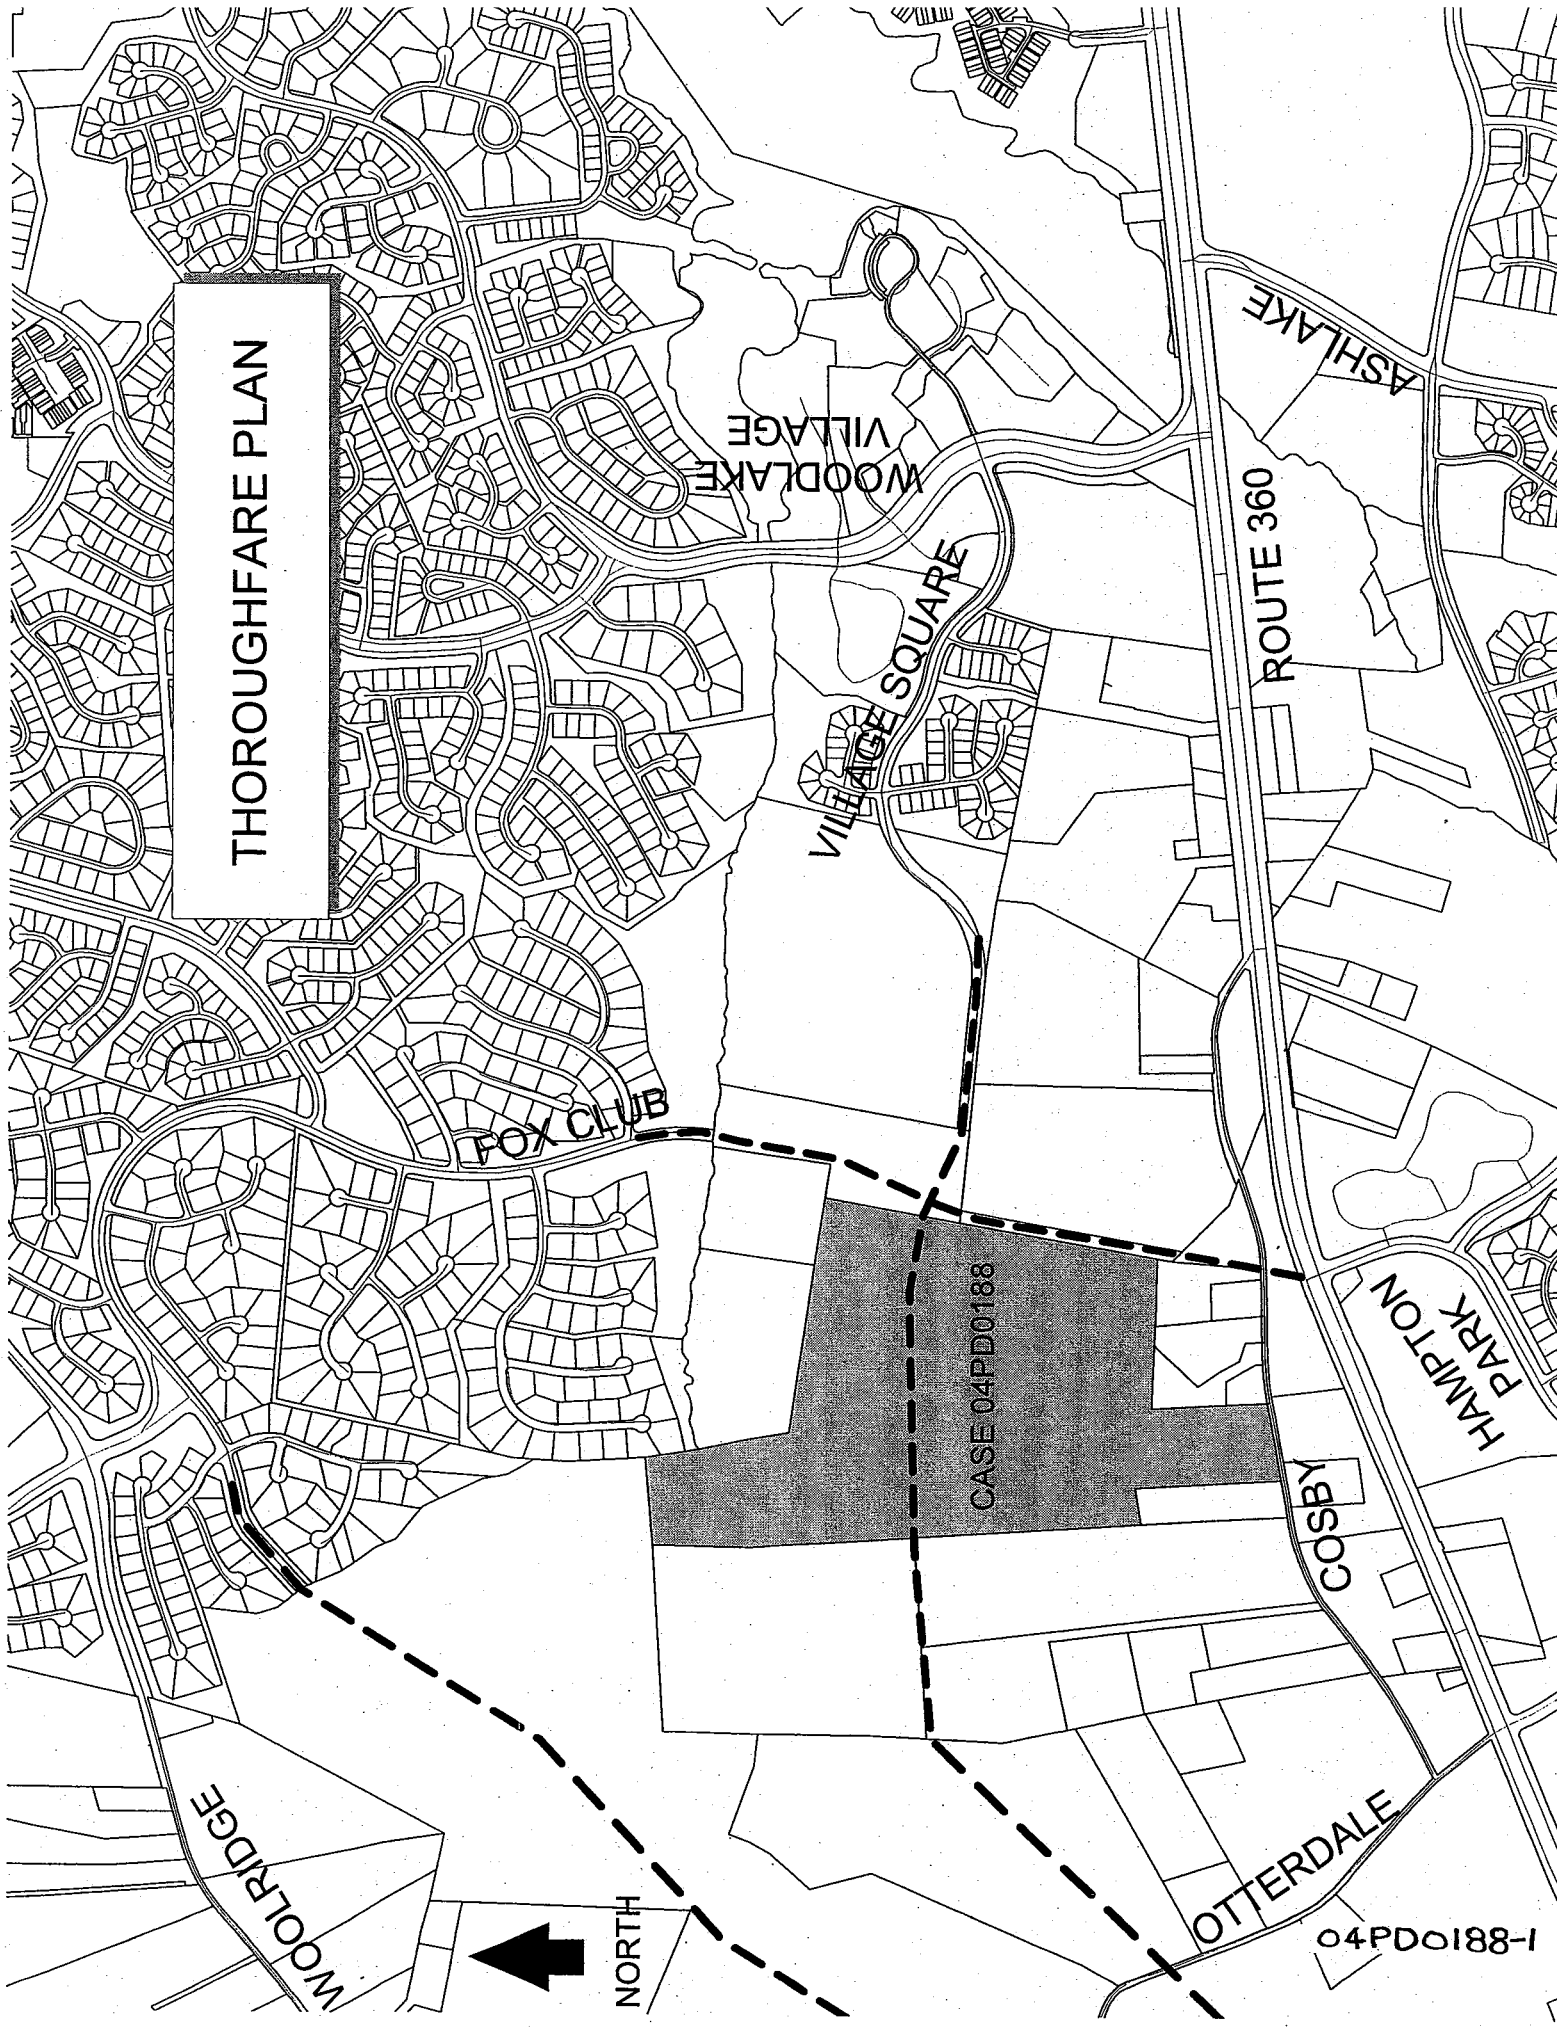 THOROUGHFARE PLAN
WOODLAKE
VILLAGE
ASHLAKE
ROUTE 360
VILLAGE SQUARE
FOX CLUB
CASE 04PD0188
HAMPTON
PARK
COSBY
WOOLRIDGE
NORTH
OTTERDALE
04PD0188-1